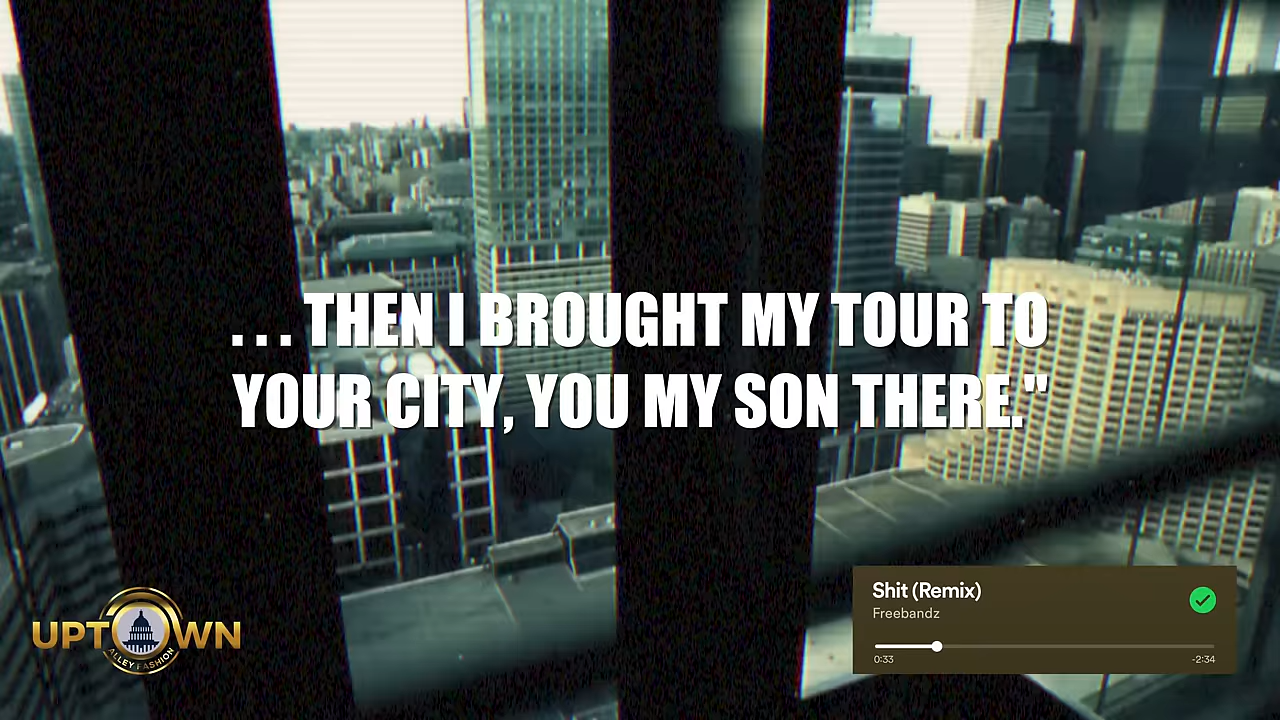 . . . THEN I BROUGHT MY TOUR TO
YOUR CITY, YOU MY SON THERE."
UPTOWN
ALLEY FASHION
Shit (Remix)
Freebandz
0:33
-2:34